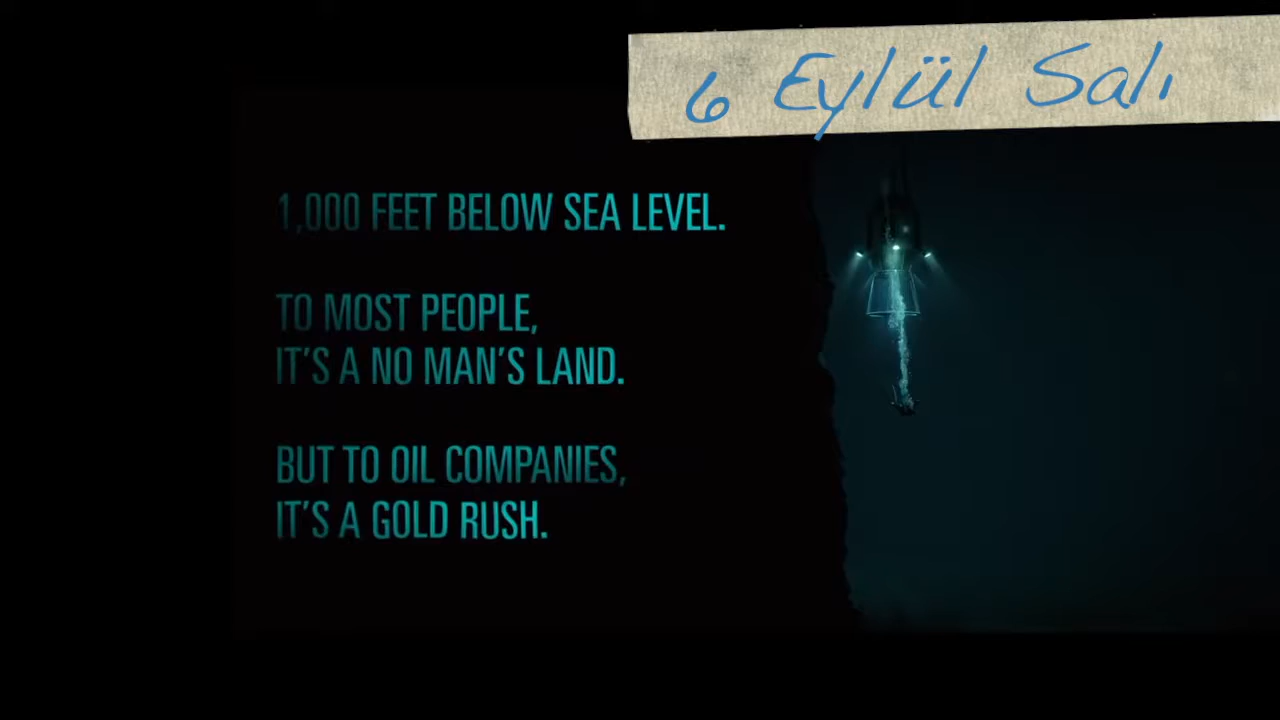 6 Eylül Salı
1,000 FEET BELOW SEA LEVEL.
TO MOST PEOPLE,
IT'S A NO MAN'S LAND.
BUT TO OIL COMPANIES,
IT'S A GOLD RUSH.